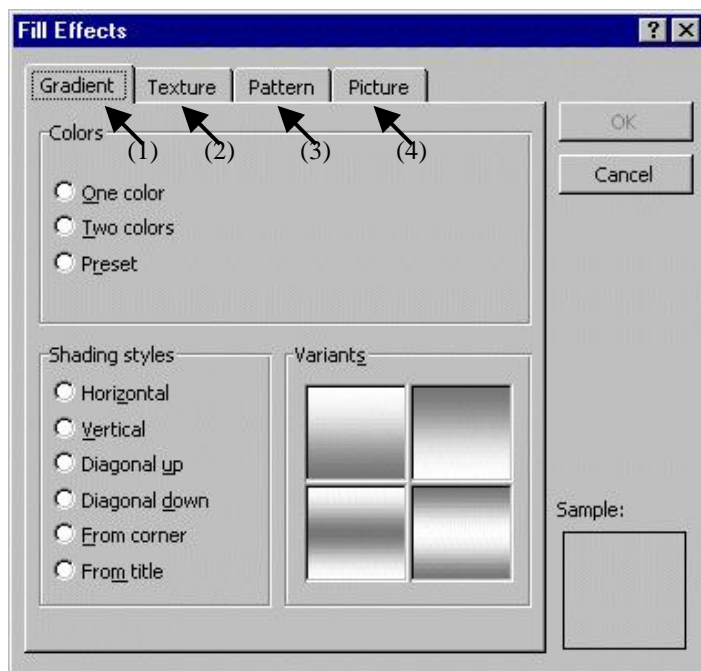 Fill Effects
Gradient Texture Pattern Picture
(1) (2) (3) (4)
Colors
One color
Two colors
Preset
OK
Cancel
Shading styles
Horizontal
Vertical
Diagonal up
Diagonal down
From corner
From title
Variants
Sample: